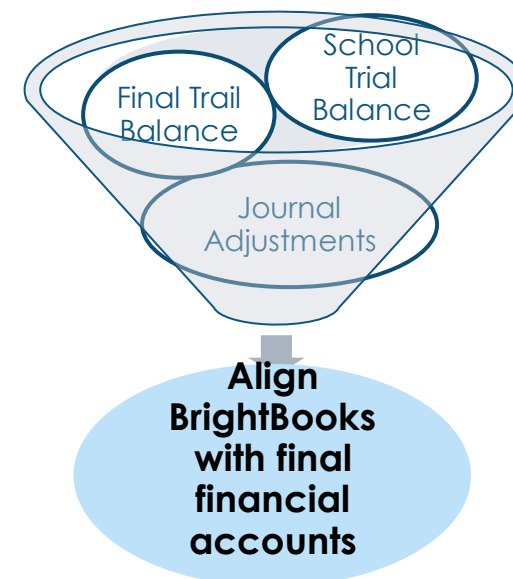 School
Trial
Balance
Final Trail
Balance
Journal
Adjustments
Align
BrightBooks
with final
financial
accounts